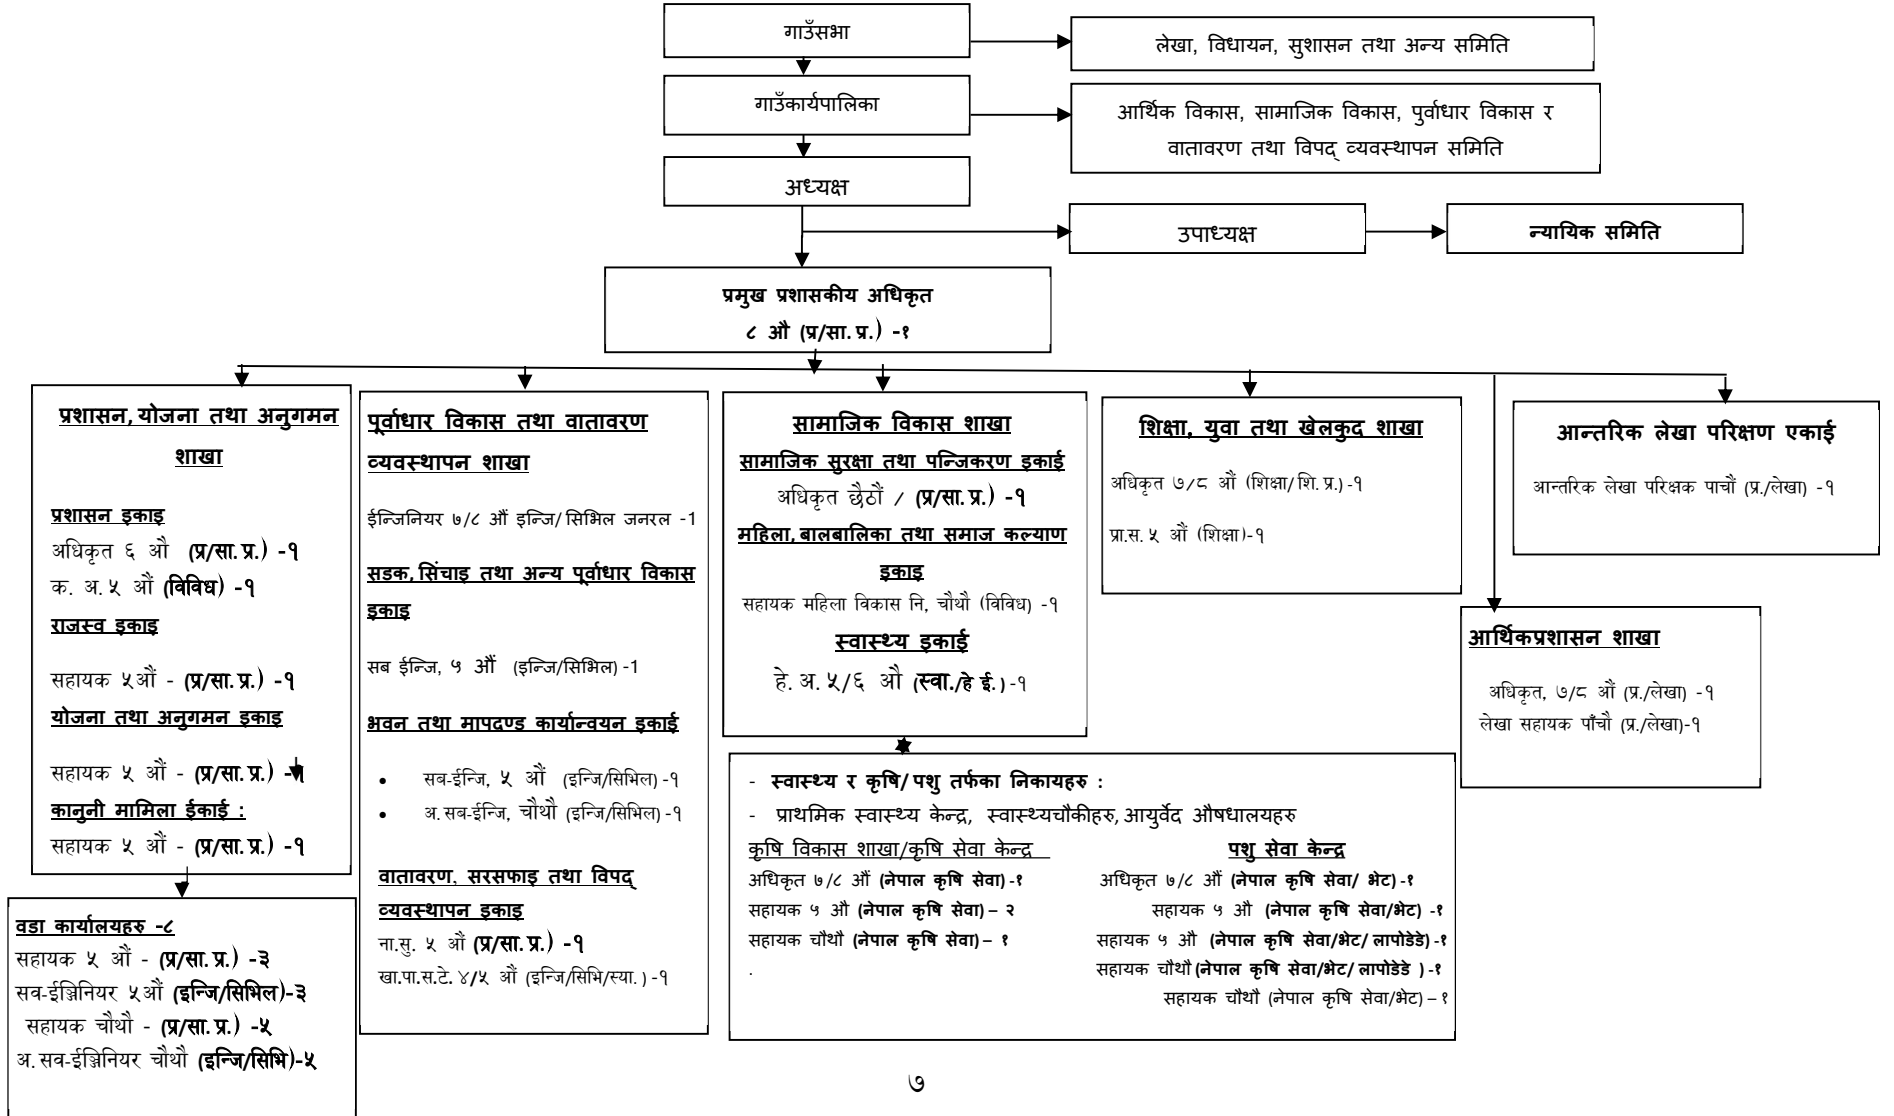 गाउँसभा
लेखा, विधायन, सुशासन तथा अन्य समिति
गाउँकार्यपालिका
आर्थिक विकास, सामाजिक विकास, पुर्वाधार विकास र
वातावरण तथा विपद् व्यवस्थापन समिति
अध्यक्ष
उपाध्यक्ष
न्यायिक समिति
प्रमुख प्रशासकीय अधिकृत
८ औ (प्र/सा.प्र.) -१
प्रशासन, योजना तथा अनुगमन
शाखा
प्रशासन इकाइ
अधिकृत ६ औ (प्र/सा.प्र.) -१
क. अ. ५ औं (विविध) -१
राजस्व इकाइ
सहायक ५औं - (प्र/सा.प्र.) -१
योजना तथा अनुगमन इकाइ
सहायक ५ औं - (प्र/सा.प्र.) -१
कानुनी मामिला ईकाई :
सहायक ५ औं - (प्र/सा.प्र.) -१
वडा कार्यालयहरु -८
सहायक ५ औं - (प्र/सा.प्र.) -३
सव-ईञ्जिनियर ५औं (इन्जि/सिभिल)-३
सहायक चौथौ - (प्र/सा.प्र.) -५
अ.सव-ईञ्जिनियर चौथौ (इन्जि/सिभि)-५
पूर्वाधार विकास तथा वातावरण
व्यवस्थापन शाखा
ईन्जिनियर ७/८ औं इन्जि/सिभिल जनरल -1
सडक, सिंचाइ तथा अन्य पूर्वाधार विकास
इकाइ
सब ईन्जि, ५ औं (इन्जि/सिभिल) -1
भवन तथा मापदण्ड कार्यान्वयन इकाई
• सब-ईन्जि, ५ औं (इन्जि/सिभिल) -१
• अ.सब-ईन्जि, चौथौ (इन्जि/सिभिल) -१
वातावरण, सरसफाइ तथा विपद्
व्यवस्थापन इकाइ
ना.सु. ५ औं (प्र/सा.प्र.) -१
खा.पा.स.टे. ४/५ औं (इन्जि/सिभि/स्या.) -१
सामाजिक विकास शाखा
सामाजिक सुरक्षा तथा पन्जिकरण इकाई
अधिकृत छैठौं / (प्र/सा.प्र.) -१
महिला, बालबालिका तथा समाज कल्याण
इकाइ
सहायक महिला विकास नि, चौथौ (विविध) -१
स्वास्थ्य इकाई
हे. अ. ५/६ औ (स्वा./हे ई.) -१
- स्वास्थ्य र कृषि/पशु तर्फका निकायहरु :
- प्राथमिक स्वास्थ्य केन्द्र, स्वास्थ्यचौकीहरु, आयुर्वेद औषधालयहरु
कृषि विकास शाखा/कृषि सेवा केन्द्र
अधिकृत ७/८ औं (नेपाल कृषि सेवा) -१
सहायक ५ औ (नेपाल कृषि सेवा) – २
सहायक चौथौ (नेपाल कृषि सेवा) – १
.
पशु सेवा केन्द्र
अधिकृत ७/८ औं (नेपाल कृषि सेवा/ भेट) -१
सहायक ५ औ (नेपाल कृषि सेवा/भेट) -१
सहायक ५ औ (नेपाल कृषि सेवा/भेट/ लापोडेडे) -१
सहायक चौथौ (नेपाल कृषि सेवा/भेट/ लापोडेडे ) -१
सहायक चौथौ (नेपाल कृषि सेवा/भेट) – १
शिक्षा, युवा तथा खेलकुद शाखा
अधिकृत ७/८ औं (शिक्षा/शि.प्र.) -१
प्रा.स. ५ औं (शिक्षा)-१
आन्तरिक लेखा परिक्षण एकाई
आन्तरिक लेखा परिक्षक पाचौं (प्र./लेखा) -१
आर्थिकप्रशासन शाखा
अधिकृत, ७/८ औं (प्र./लेखा) -१
लेखा सहायक पाँचौ (प्र./लेखा)-१
७